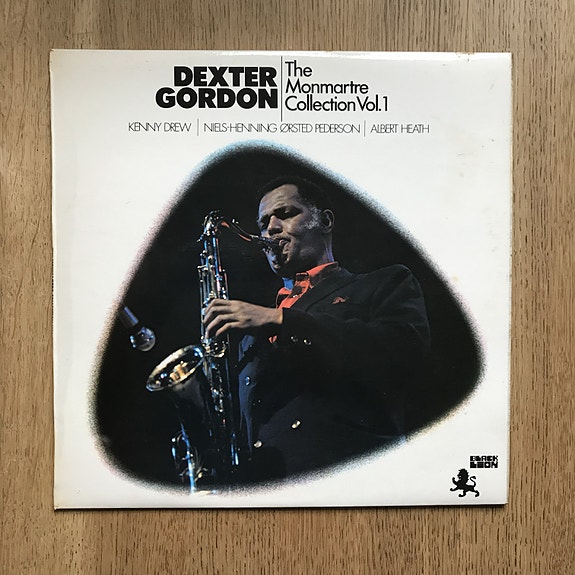 DEXTER
GORDON
The
Monmartre
Collection Vol.1
KENNY DREW | NIELS-HENNING ØRSTED PEDERSON | ALBERT HEATH
BLACK
LION